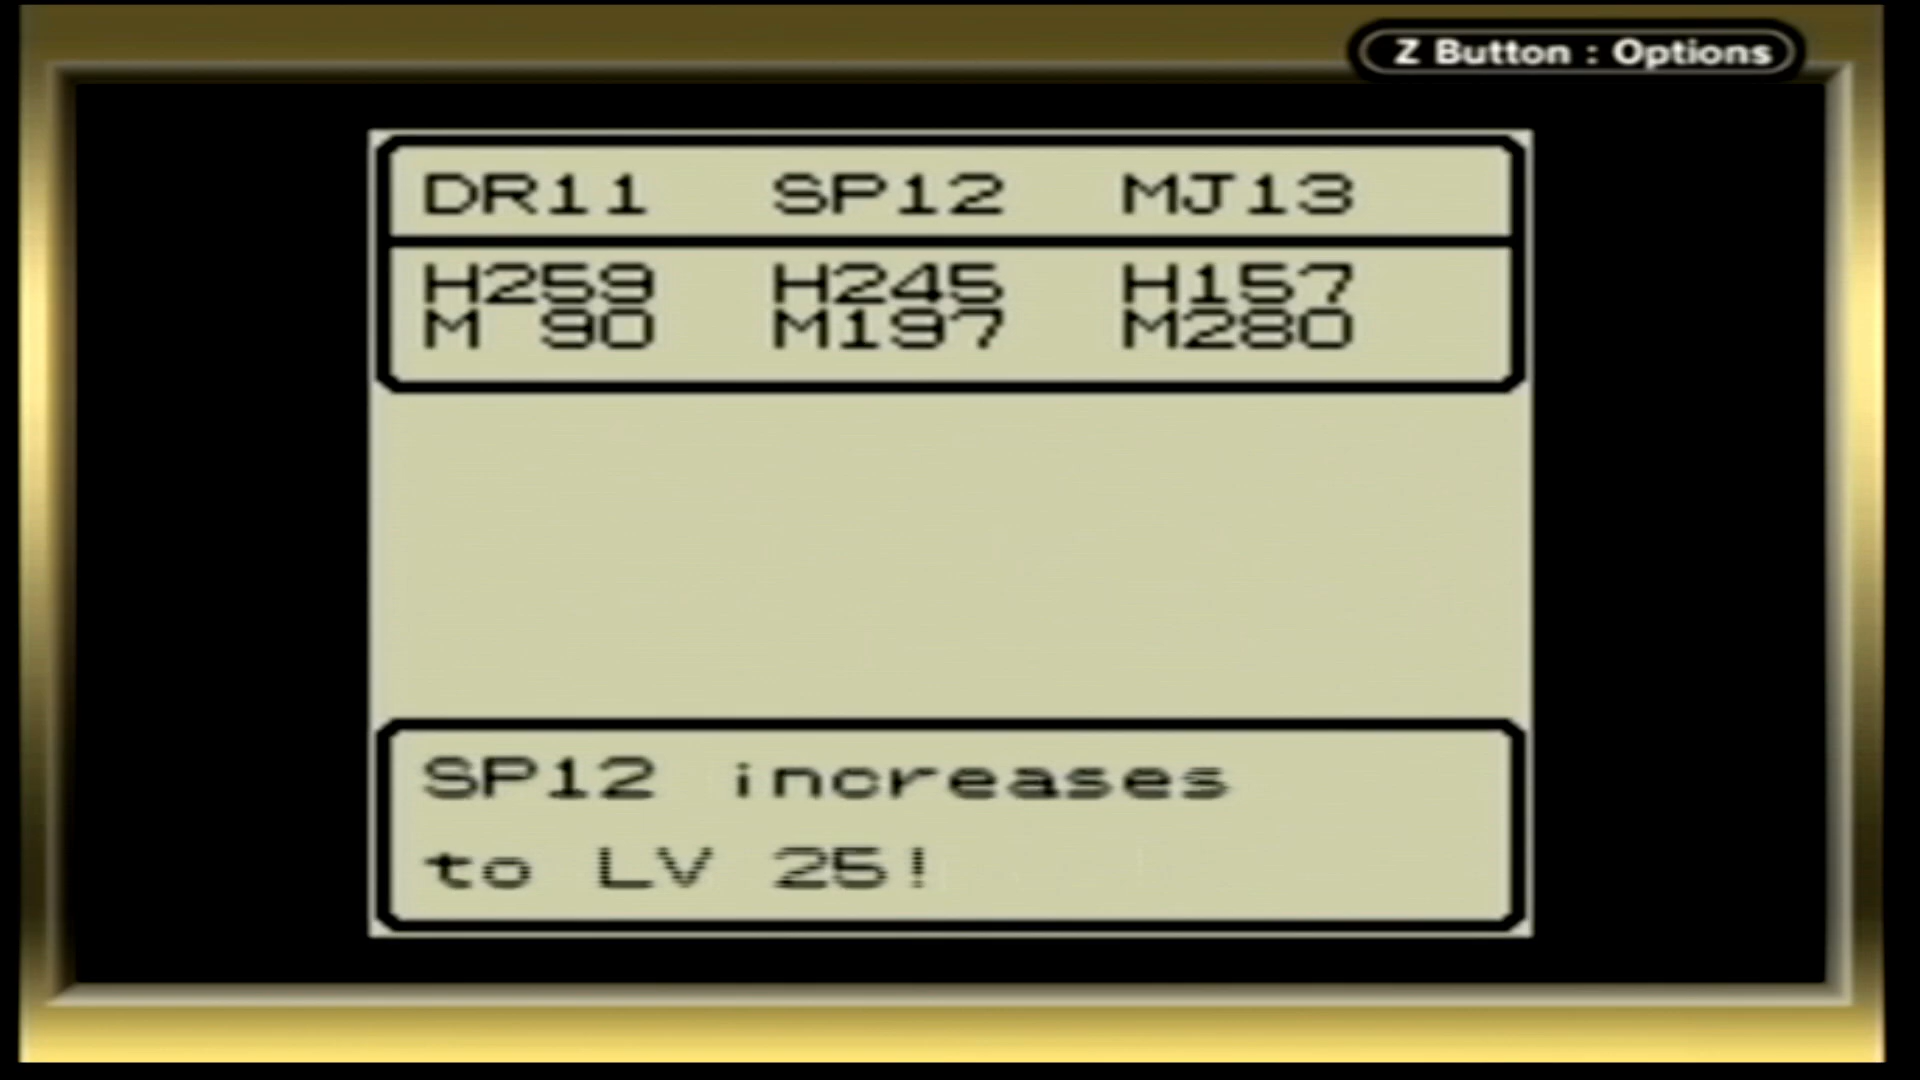 Z Button : Options
DR11 SP12 MJ13
H259 H245 H157
M 90 M197 M280
SP12 increases
to LV 25!